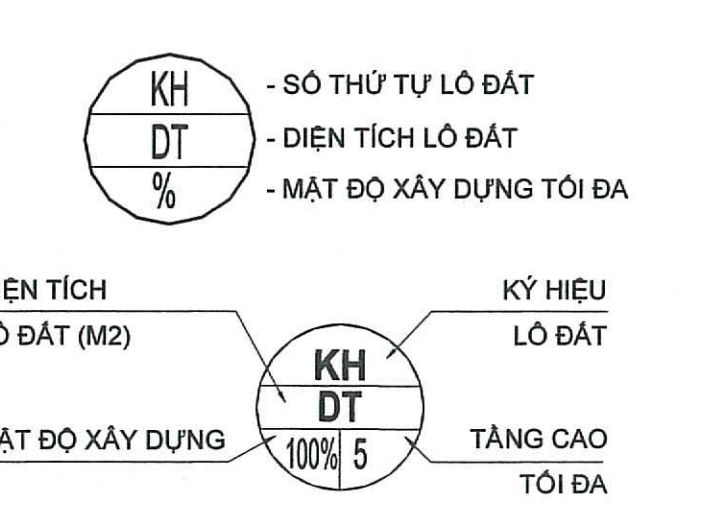 KH - SỐ THỨ TỰ LÔ ĐẤT
DT - DIỆN TÍCH LÔ ĐẤT
% - MẬT ĐỘ XÂY DỰNG TỐI ĐA
ỆN TÍCH
Ô ĐẤT (M2)
KÝ HIỆU
LÔ ĐẤT
KH
DT
100% 5
ẬT ĐỘ XÂY DỰNG
TẦNG CAO
TỐI ĐA